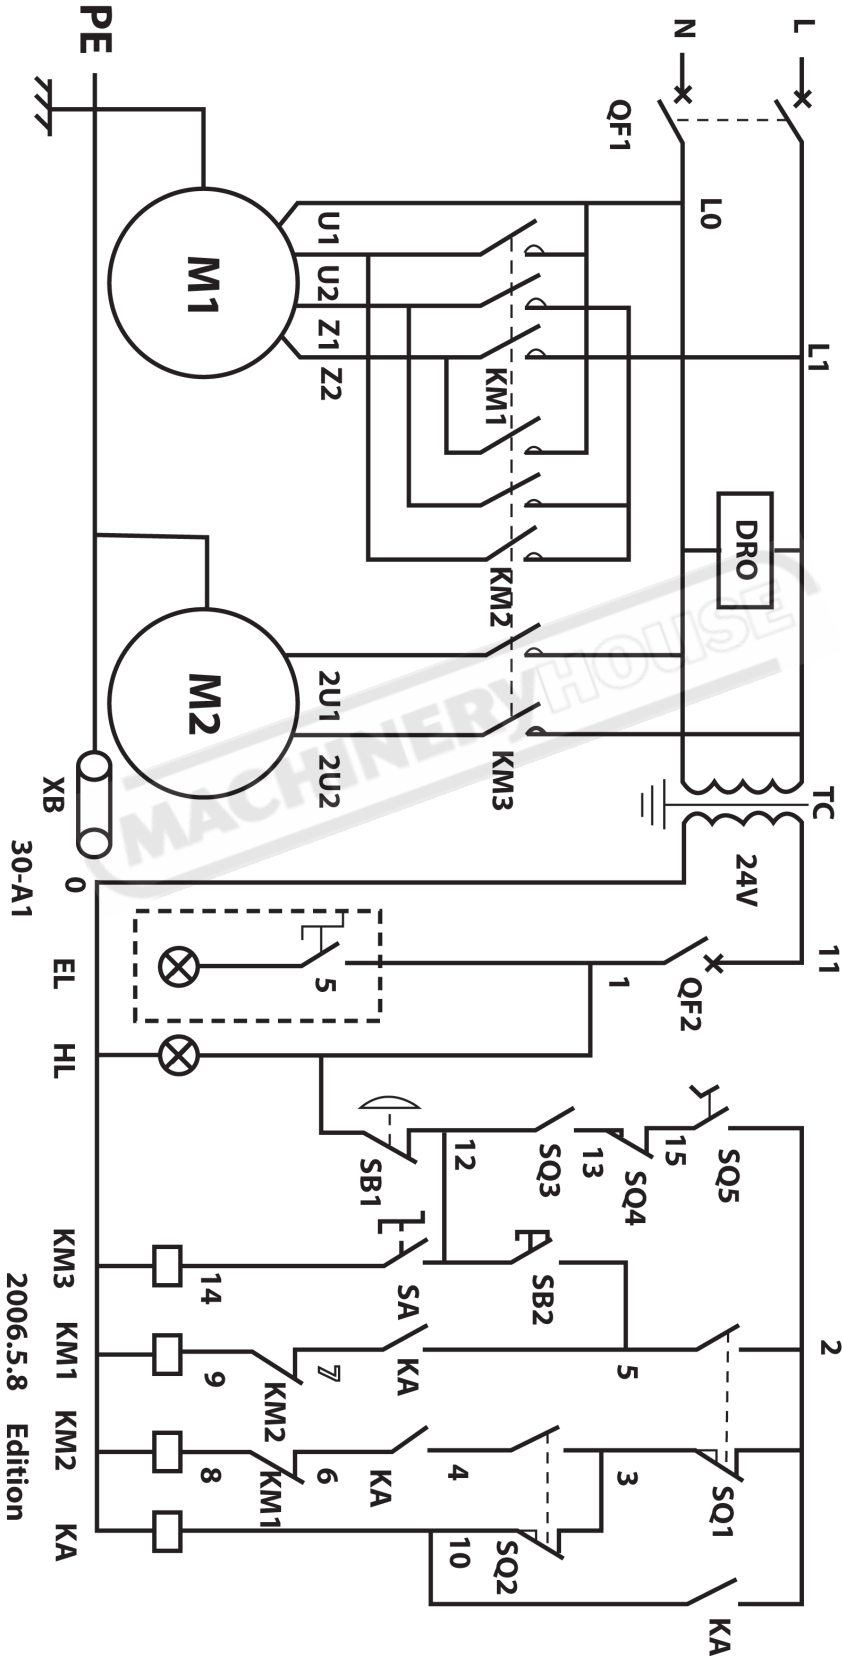 L
N
PE
QF1
L0
L1
U1
U2
Z1
Z2
M1
KM1
DRO
KM2
M2
2U1
2U2
KM3
TC
XB
24V
MACHINERYHOUSE
0
30-A1
11
EL
5
1
QF2
HL
SB1
12
SQ3
13
SQ4
15
SQ5
KM3
14
SA
SB2
2
KM1
9
KM2
7
KA
5
KM2
8
KM1
6
KA
4
3
SQ1
KA
10
SQ2
KA
2006.5.8 Edition